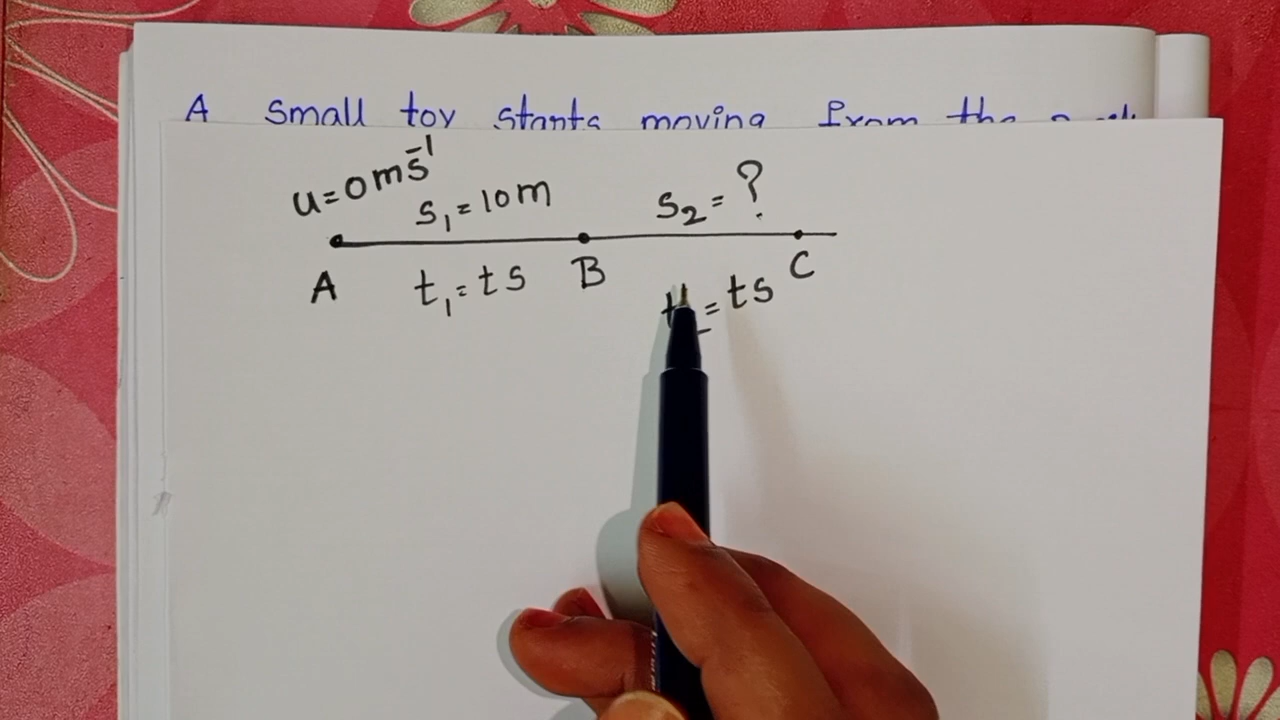 A small toy starts moving from the
u=0ms⁻¹
s₁=10m s₂=?
A B C
t₁=ts t₂=ts